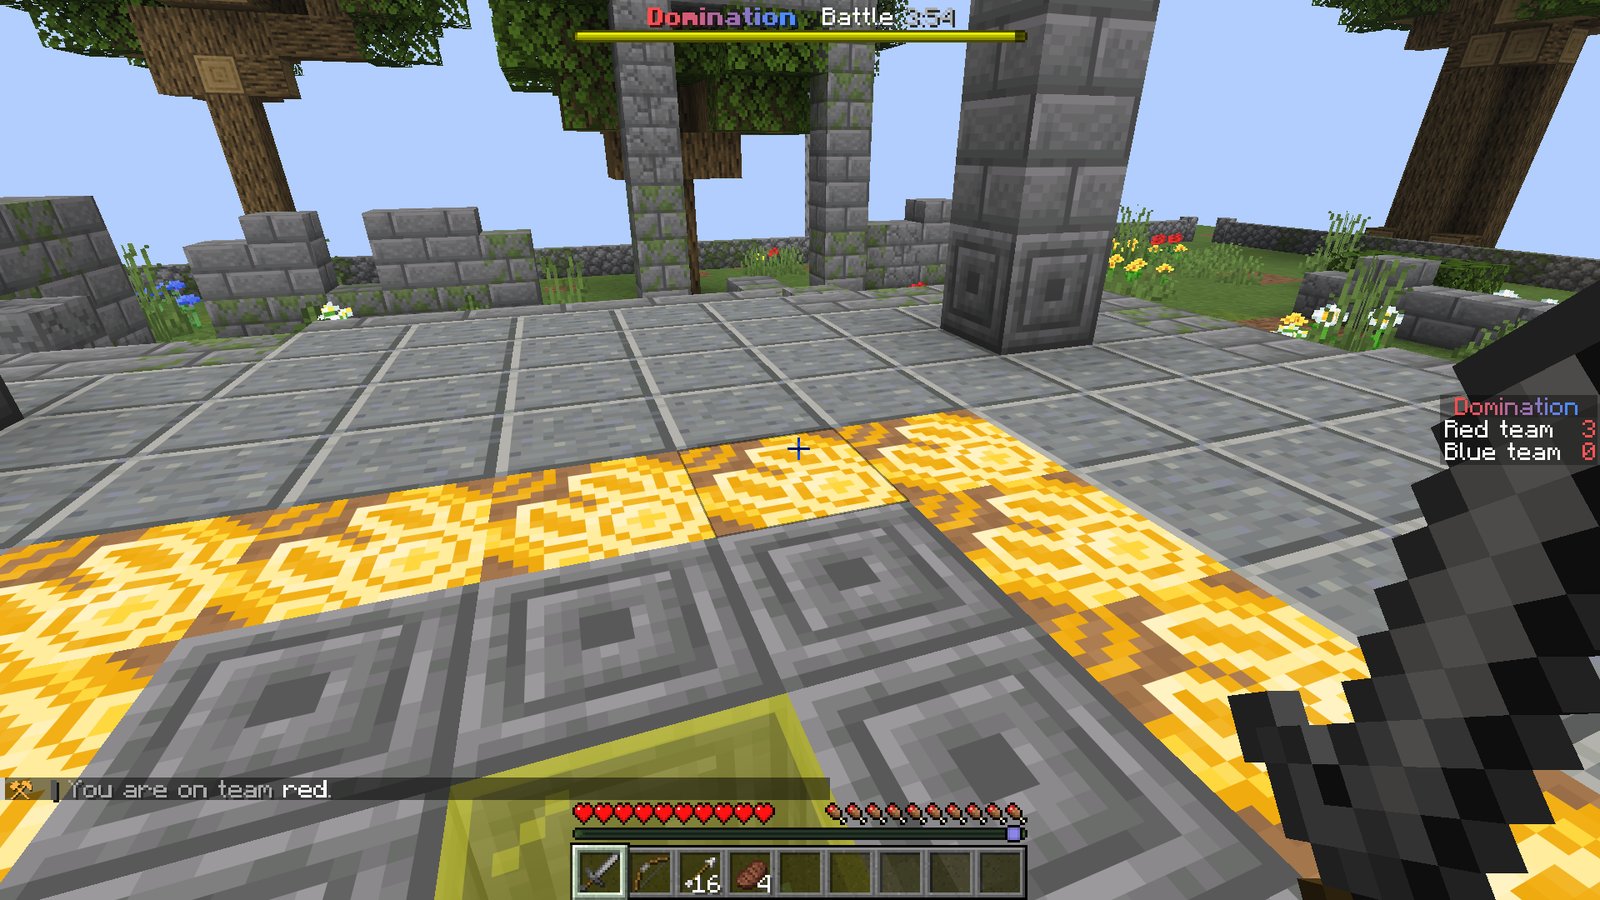 Domination Battle 3:54
Domination
Red team 3
Blue team 0
You are on team red.
16
4